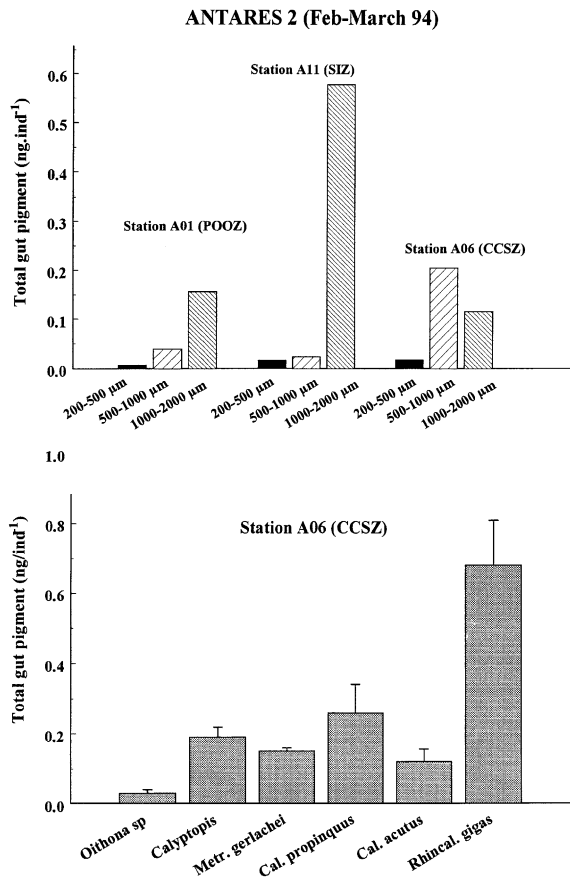 ANTARES 2 (Feb-March 94)
Total gut pigment (ng.ind⁻¹)
0.6
0.5
0.4
0.3
0.2
0.1
0.0
Station A11 (SIZ)
Station A01 (POOZ)
Station A06 (CCSZ)
200-500 µm
500-1000 µm
1000-2000 µm
200-500 µm
500-1000 µm
1000-2000 µm
200-500 µm
500-1000 µm
1000-2000 µm
1.0
Total gut pigment (ng/ind⁻¹)
0.8
0.6
0.4
0.2
0.0
Station A06 (CCSZ)
Oithona sp
Calyptopis
Metr. gerlachei
Cal. propinquus
Cal. acutus
Rhincal. gigas